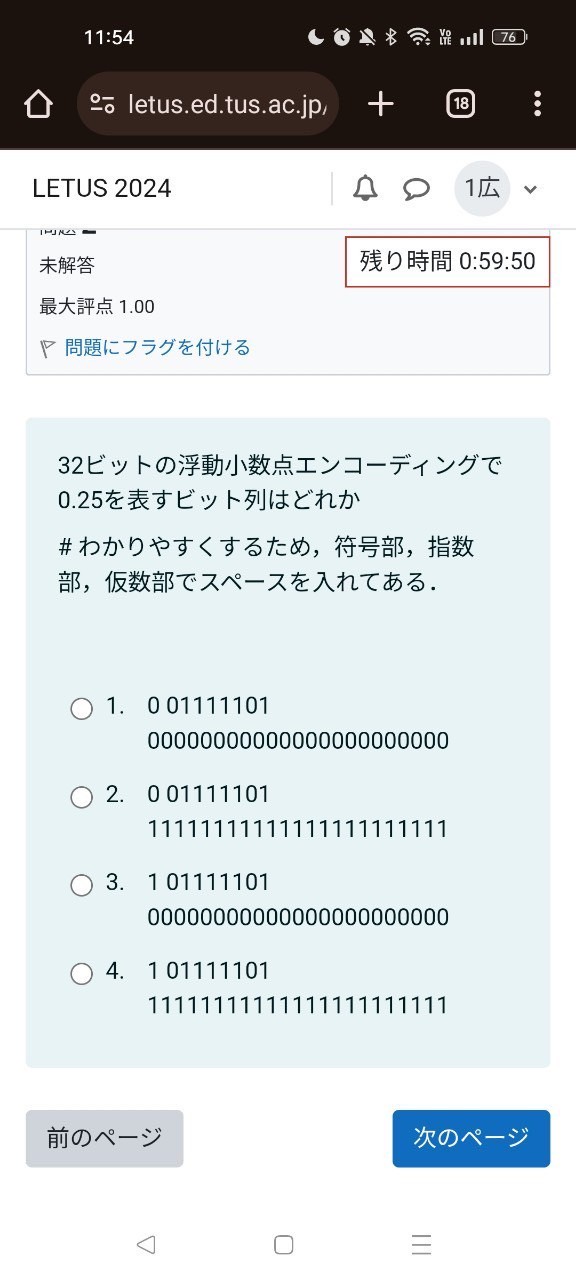 11:54
Vo
LTE
76
letus.ed.tus.ac.jp/
18
LETUS 2024
1広
未解答
残り時間 0:59:50
最大評点 1.00
問題にフラグを付ける
32ビットの浮動小数点エンコーディングで
0.25を表すビット列はどれか
# わかりやすくするため，符号部，指数
部，仮数部でスペースを入れてある．
1. 0 01111101
00000000000000000000000
2. 0 01111101
11111111111111111111111
3. 1 01111101
00000000000000000000000
4. 1 01111101
11111111111111111111111
前のページ
次のページ